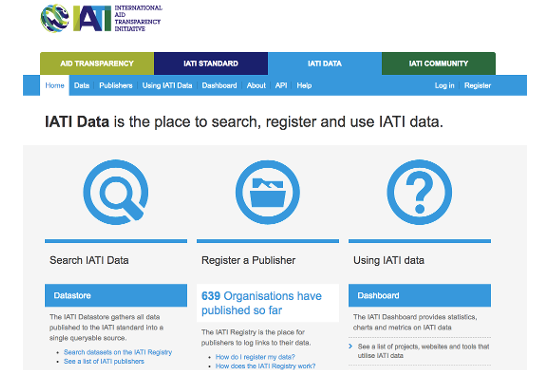 IATI
INTERNATIONAL
AID
TRANSPARENCY
INITIATIVE
AID TRANSPARENCY
IATI STANDARD
IATI DATA
IATI COMMUNITY
Home Data Publishers Using IATI Data Dashboard About API Help Log in Register
IATI Data is the place to search, register and use IATI data.
Search IATI Data
Datastore
The IATI Datastore gathers all data
published to the IATI standard into a
single queryable source.
Search datasets on the IATI Registry
See a list of IATI publishers
Register a Publisher
639 Organisations have
published so far
The IATI Registry is the place for
publishers to log links to their data.
How do I register my data?
How does the IATI Registry work?
Using IATI data
Dashboard
The IATI Dashboard provides statistics,
charts and metrics on IATI data
See a list of projects, websites and tools that
utilise IATI data